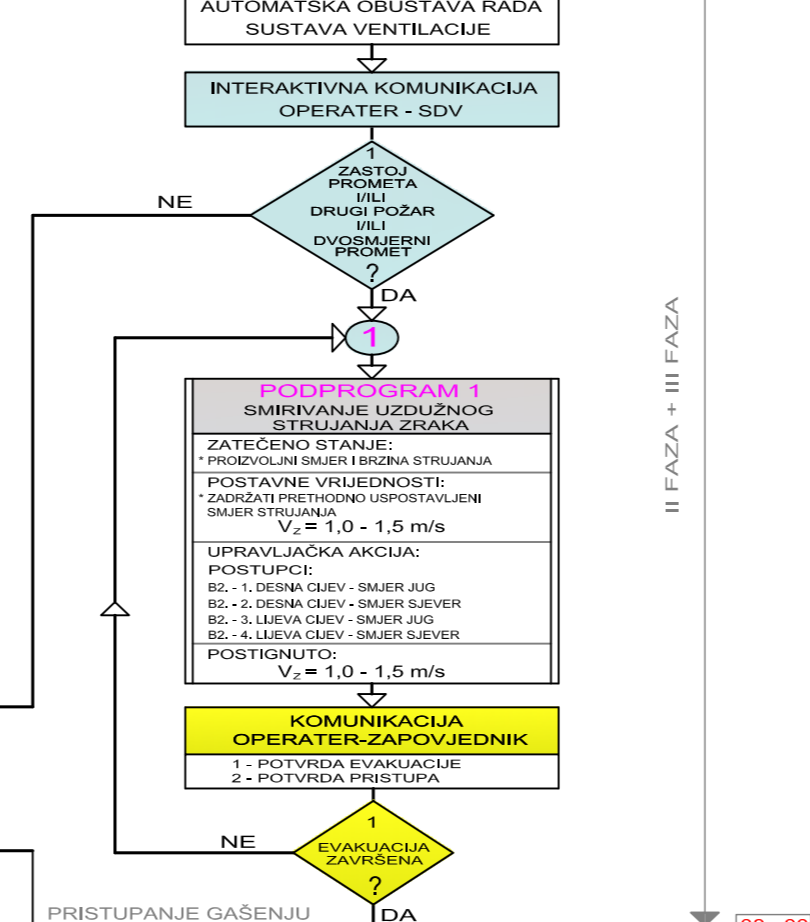 AUTOMATSKA OBUSTAVA RADA
SUSTAVA VENTILACIJE
INTERAKTIVNA KOMUNIKACIJA
OPERATER - SDV
1
ZASTOJ
PROMETA
I/ILI
DRUGI POŽAR
I/ILI
DVOSMJERNI
PROMET
?
NE
DA
1
PODPROGRAM 1
SMIRIVANJE UZDUŽNOG
STRUJANJA ZRAKA
ZATEČENO STANJE:
* PROIZVOLJNI SMJER I BRZINA STRUJANJA
POSTAVNE VRIJEDNOSTI:
* ZADRŽATI PRETHODNO USPOSTAVLJENI
SMJER STRUJANJA
Vz = 1,0 - 1,5 m/s
UPRAVLJAČKA AKCIJA:
POSTUPCI:
B2. - 1. DESNA CIJEV - SMJER JUG
B2. - 2. DESNA CIJEV - SMJER SJEVER
B2. - 3. LIJEVA CIJEV - SMJER JUG
B2. - 4. LIJEVA CIJEV - SMJER SJEVER
POSTIGNUTO:
Vz = 1,0 - 1,5 m/s
KOMUNIKACIJA
OPERATER-ZAPOVJEDNIK
1 - POTVRDA EVAKUACIJE
2 - POTVRDA PRISTUPA
1
EVAKUACIJA
ZAVRŠENA
?
NE
DA
PRISTUPANJE GAŠENJU
II FAZA + III FAZA